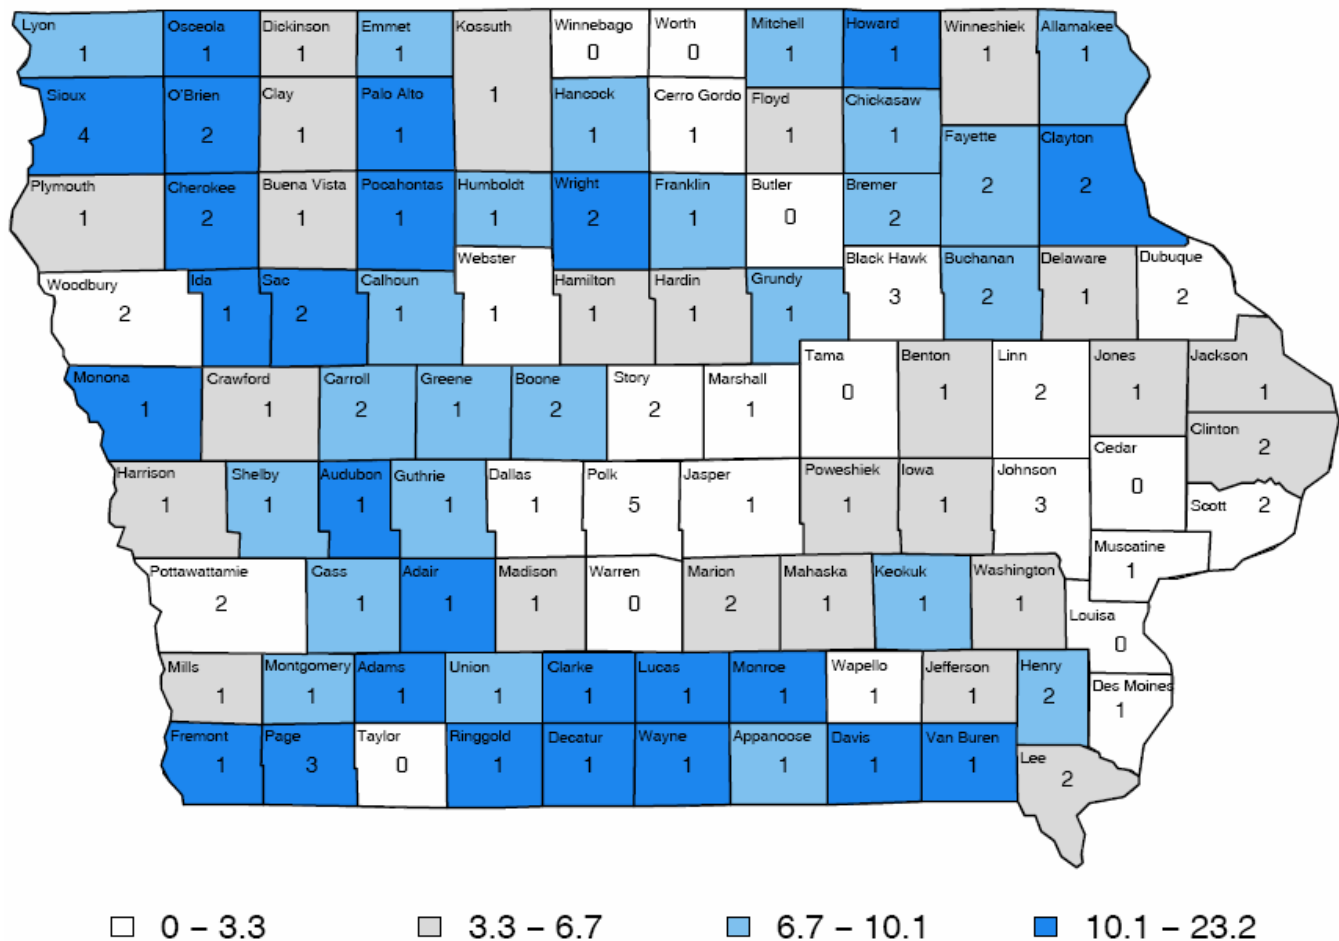 Lyon Osceola Dickinson Emmet Kossuth Winnebago Worth Mitchell Howard Winneshiek Allamakee
1 1 1 1 0 0 1 1 1 1
Sioux O'Brien Clay Palo Alto 1 Hancock Cerro Gordo Floyd Chickasaw
4 2 1 1 1 1 1 1 Fayette Clayton
Plymouth Cherokee Buena Vista Pocahontas Humboldt Wright Franklin Butler Bremer 2 2
1 2 1 1 1 2 1 0 2
Webster Black Hawk Buchanan Delaware Dubuque
Woodbury Ida Sac Calhoun Hamilton Hardin Grundy
2 1 2 1 1 1 1 1 3 2 1 2
Tama Benton Linn Jones Jackson
Monona Crawford Carroll Greene Boone Story Marshall 0 1 2 1 1
1 1 2 1 2 2 1
Clinton
Cedar 2
Harrison Shelby Audubon Guthrie Dallas Polk Jasper Poweshiek Iowa Johnson 0
1 1 1 1 1 5 1 1 1 3 Scott 2
Muscatine
Pottawattamie Cass Adair Madison Warren Marion Mahaska Keokuk Washington 1
2 1 1 1 0 2 1 1 1 Louisa
0
Mills Montgomery Adams Union Clarke Lucas Monroe Wapello Jefferson Henry Des Moines
1 1 1 1 1 1 1 1 1 2 1
Fremont Page Taylor Ringgold Decatur Wayne Appanoose Davis Van Buren Lee
1 3 0 1 1 1 1 1 1 2
0 – 3.3 3.3 – 6.7 6.7 – 10.1 10.1 – 23.2